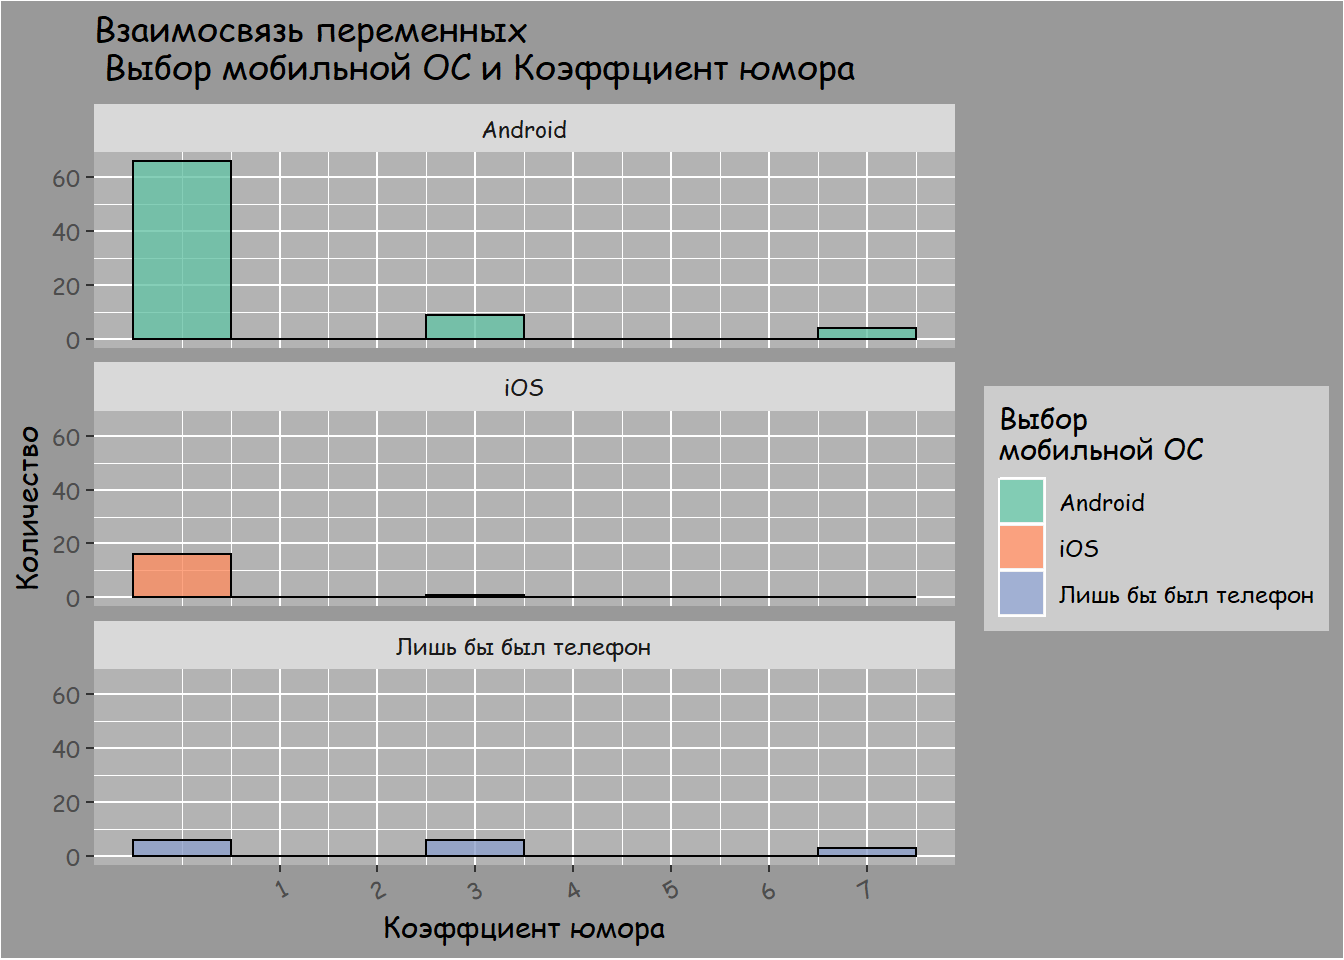 Взаимосвязь переменных
Выбор мобильной ОС и Коэффциент юмора
Android
60
40
20
0
iOS
60
40
20
0
Лишь бы был телефон
60
40
20
0
1 2 3 4 5 6 7
Коэффциент юмора
Количество
Выбор
мобильной ОС
Android
iOS
Лишь бы был телефон